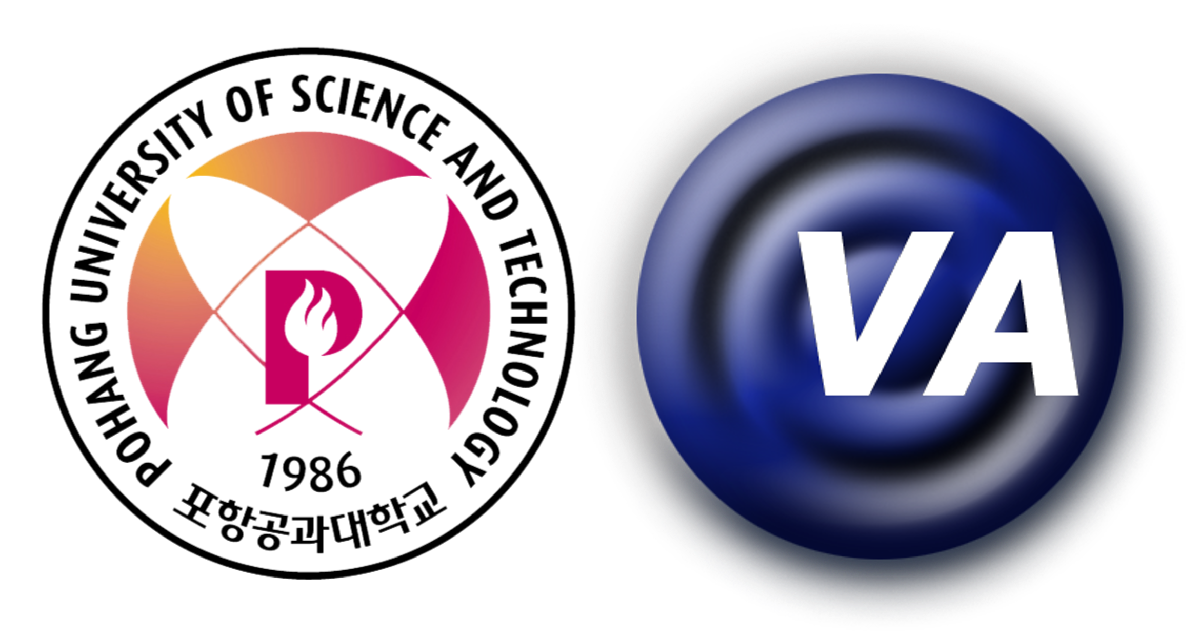 POHANG UNIVERSITY OF SCIENCE AND TECHNOLOGY
P
1986
포항공과대학교
VA